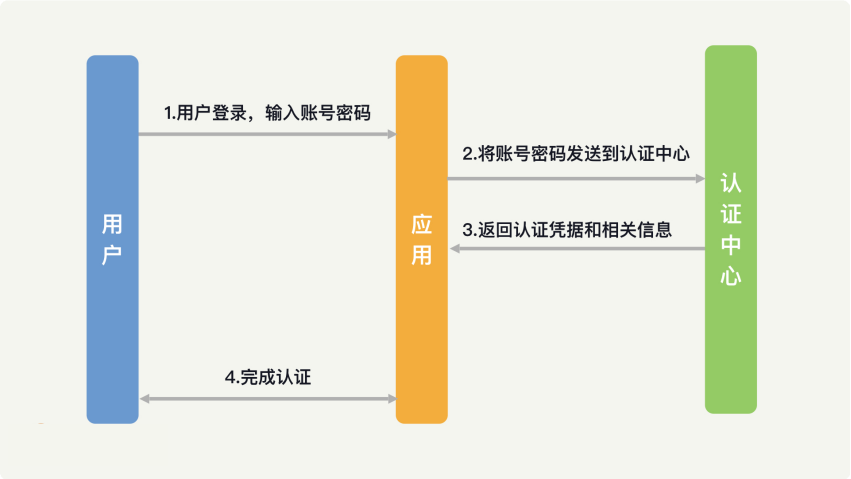 1.用户登录，输入账号密码
2.将账号密码发送到认证中心
3.返回认证凭据和相关信息
4.完成认证
用户
应用
认证中心